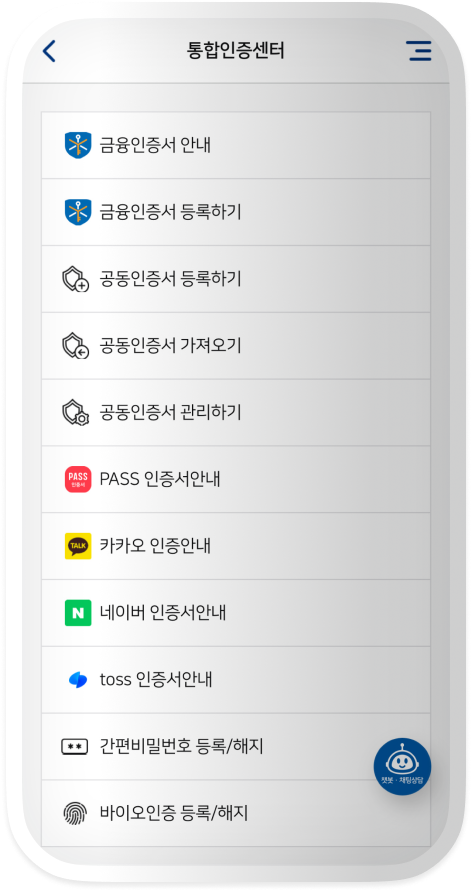 통합인증센터
금융인증서 안내
금융인증서 등록하기
공동인증서 등록하기
공동인증서 가져오기
공동인증서 관리하기
PASS
인증서
PASS 인증서안내
TALK
카카오 인증안내
N
네이버 인증서안내
toss 인증서안내
**
간편비밀번호 등록/해지
챗봇 · 채팅상담
바이오인증 등록/해지